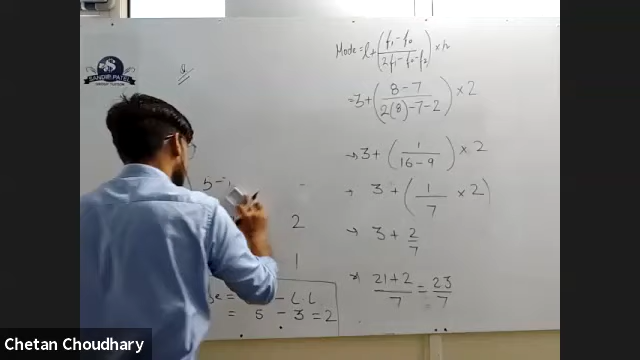 SANDIP PATEL
Q.
Mode = l + ( f₁ - f₀ / 2f₁ - f₀ - f₂ ) × h
= 3 + ( 8 - 7 / 2(8) - 7 - 2 ) × 2
→ 3 + ( 1 / 16 - 9 ) × 2
→ 3 + ( 1 / 7 × 2 )
→ 3 + 2/7
21 + 2 / 7 = 23 / 7
5 -
2
1
= - L L
= 5 - 3 = 2
Chetan Choudhary